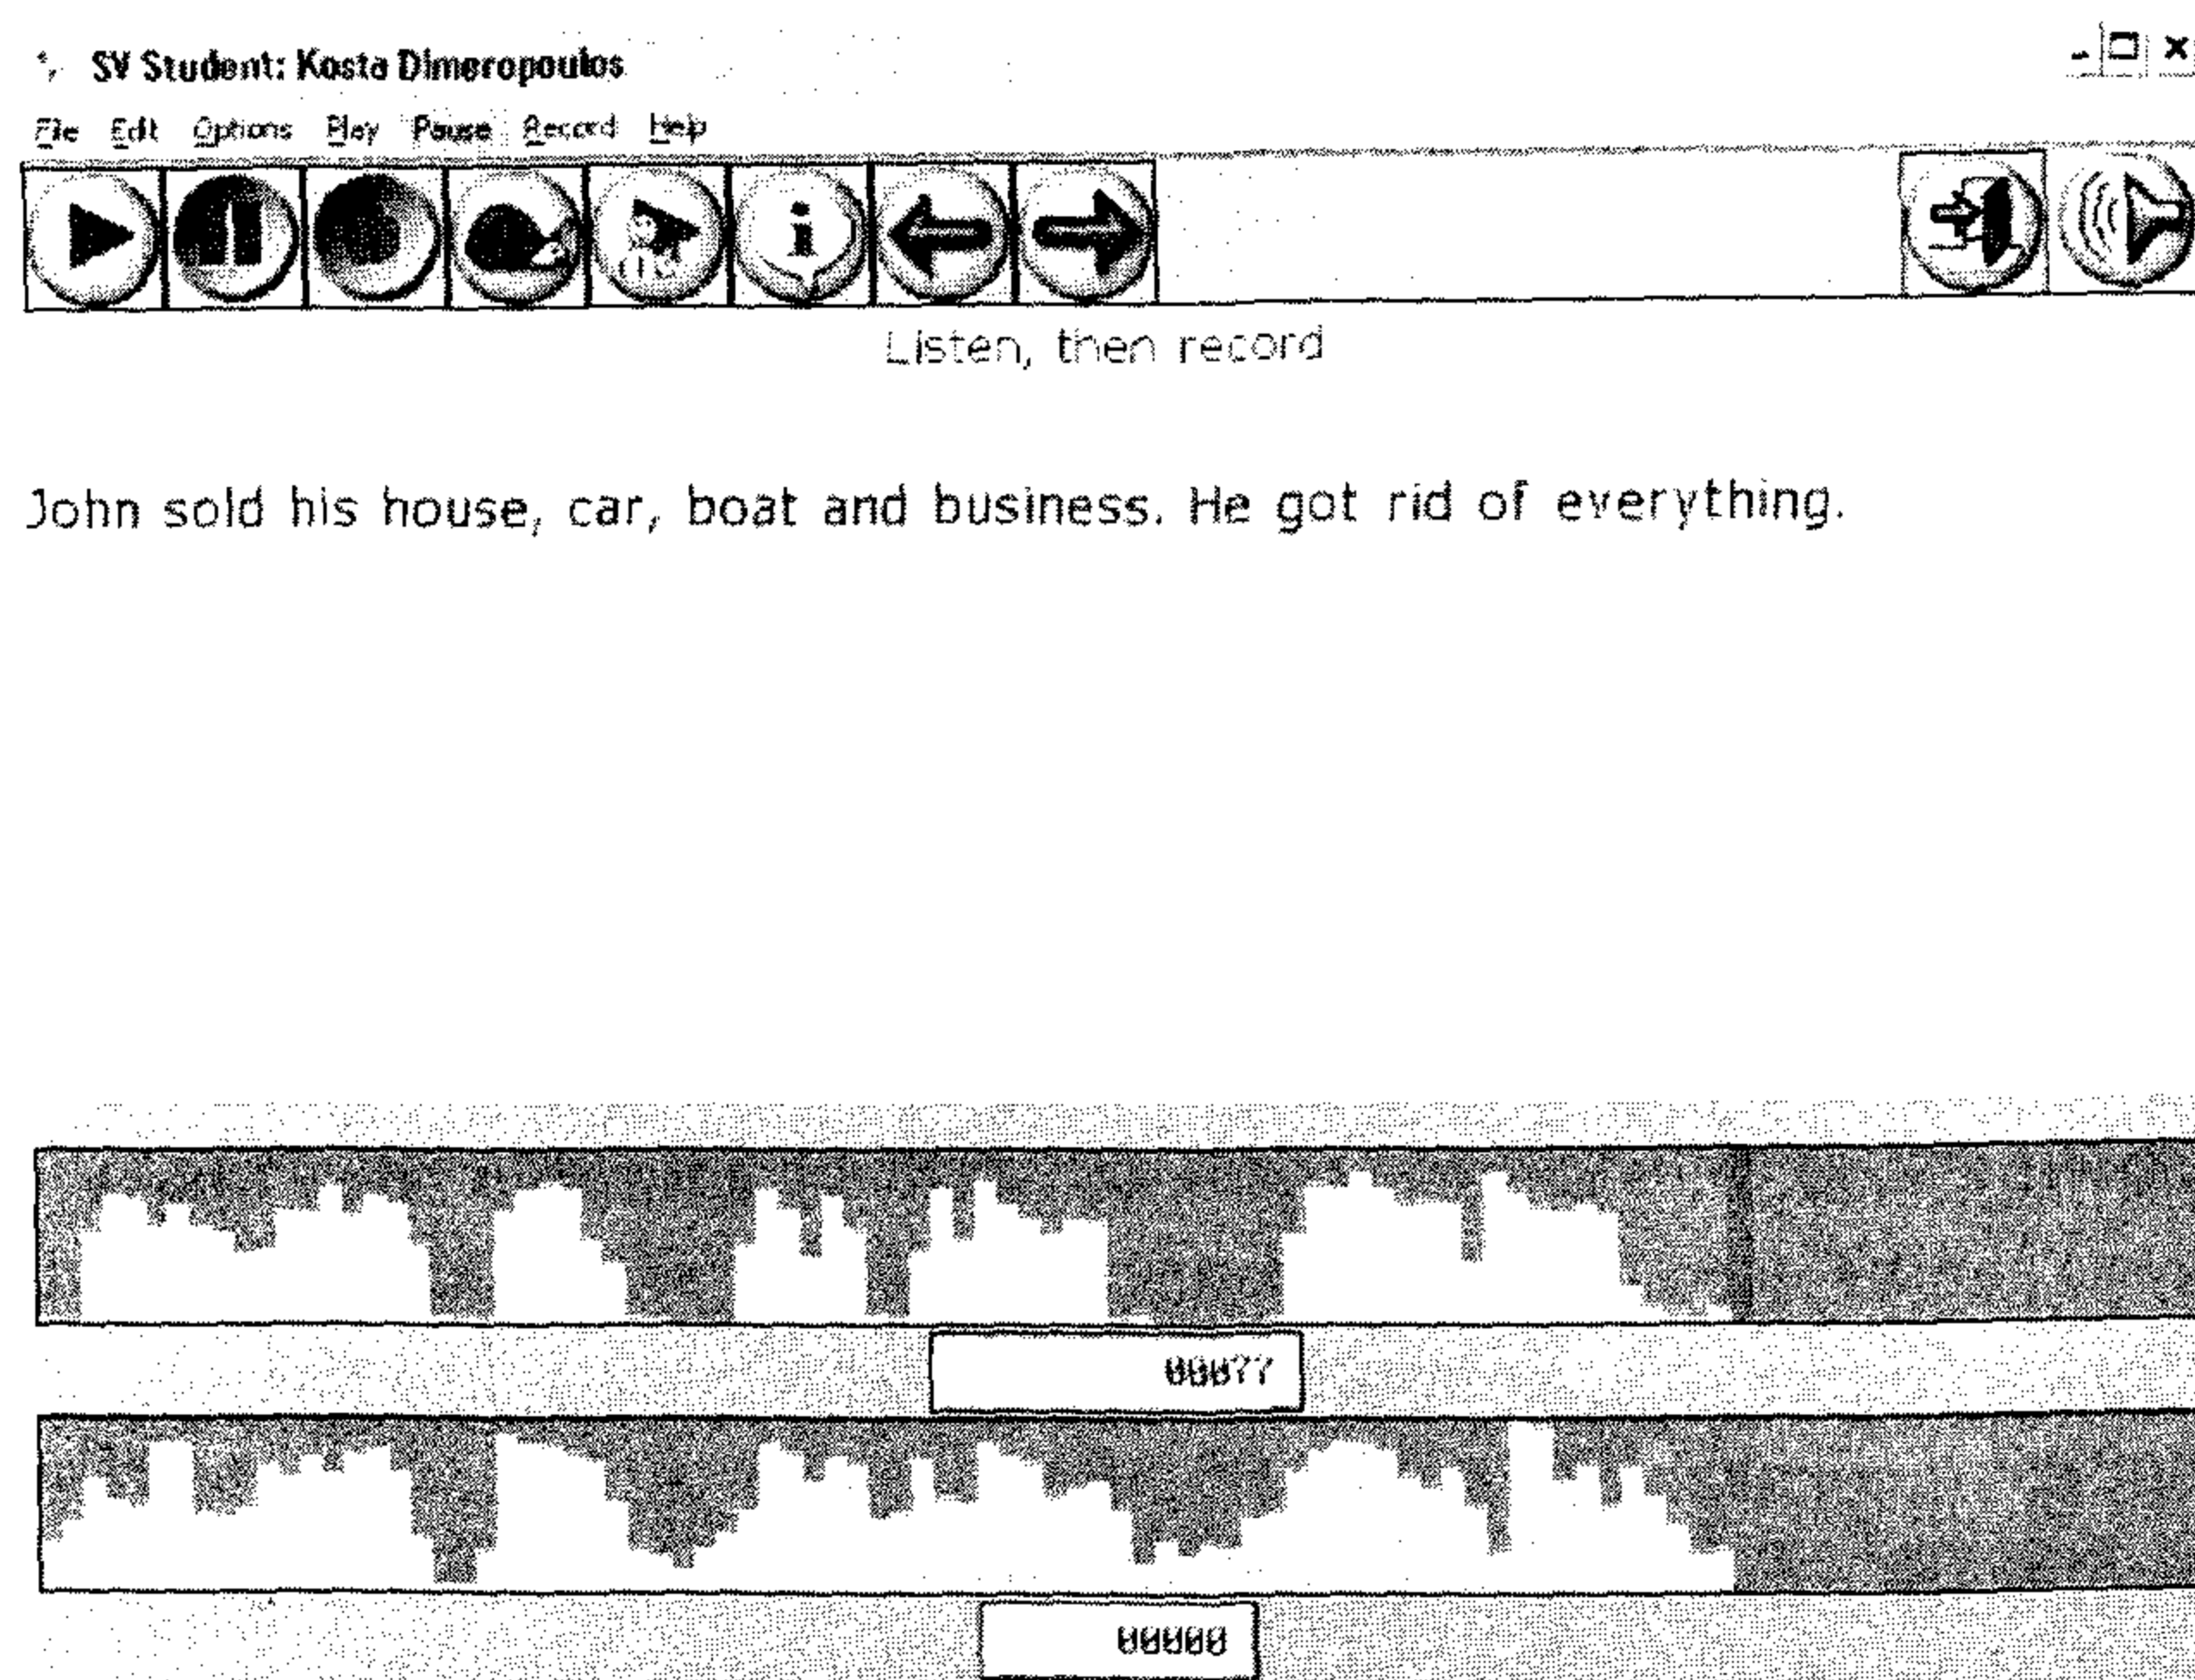 SV Student: Kosta Dimeropoulos
File Edit Options Play Pause Record Help
i
Listen, then record
John sold his house, car, boat and business. He got rid of everything.
00077
00000